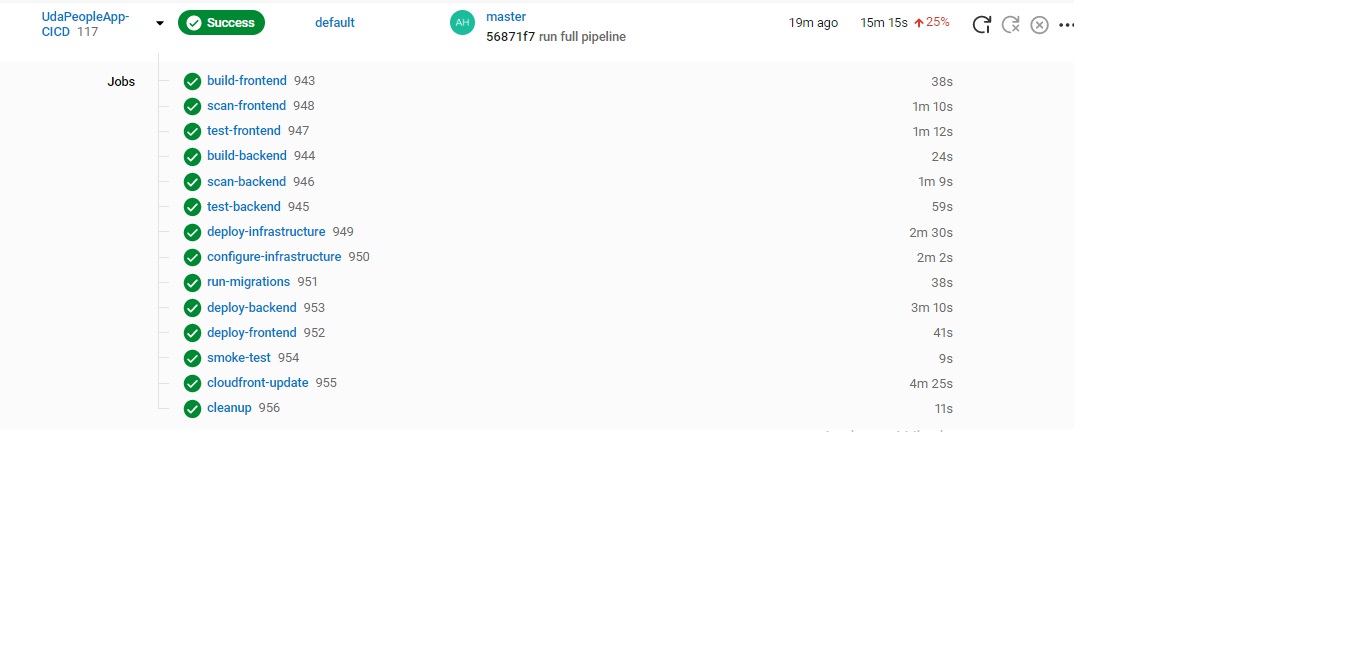 UdaPeopleApp-
CICD 117
Success
default
AH
master
56871f7 run full pipeline
19m ago
15m 15s
25%
Jobs
build-frontend 943 38s
scan-frontend 948 1m 10s
test-frontend 947 1m 12s
build-backend 944 24s
scan-backend 946 1m 9s
test-backend 945 59s
deploy-infrastructure 949 2m 30s
configure-infrastructure 950 2m 2s
run-migrations 951 38s
deploy-backend 953 3m 10s
deploy-frontend 952 41s
smoke-test 954 9s
cloudfront-update 955 4m 25s
cleanup 956 11s